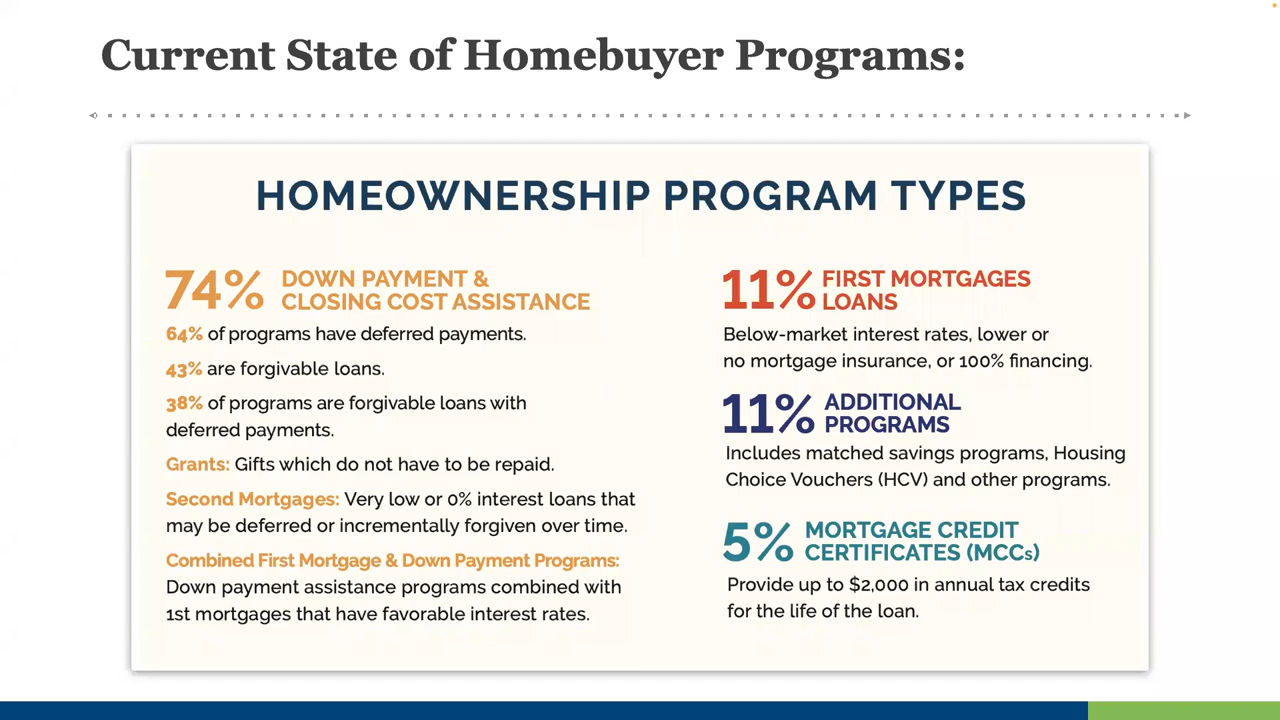 Current State of Homebuyer Programs:
HOMEOWNERSHIP PROGRAM TYPES
74% DOWN PAYMENT &
CLOSING COST ASSISTANCE
64% of programs have deferred payments.
43% are forgivable loans.
38% of programs are forgivable loans with
deferred payments.
Grants: Gifts which do not have to be repaid.
Second Mortgages: Very low or 0% interest loans that
may be deferred or incrementally forgiven over time.
Combined First Mortgage & Down Payment Programs:
Down payment assistance programs combined with
1st mortgages that have favorable interest rates.
11% FIRST MORTGAGES
LOANS
Below-market interest rates, lower or
no mortgage insurance, or 100% financing.
11% ADDITIONAL
PROGRAMS
Includes matched savings programs, Housing
Choice Vouchers (HCV) and other programs.
5% MORTGAGE CREDIT
CERTIFICATES (MCCs)
Provide up to $2,000 in annual tax credits
for the life of the loan.